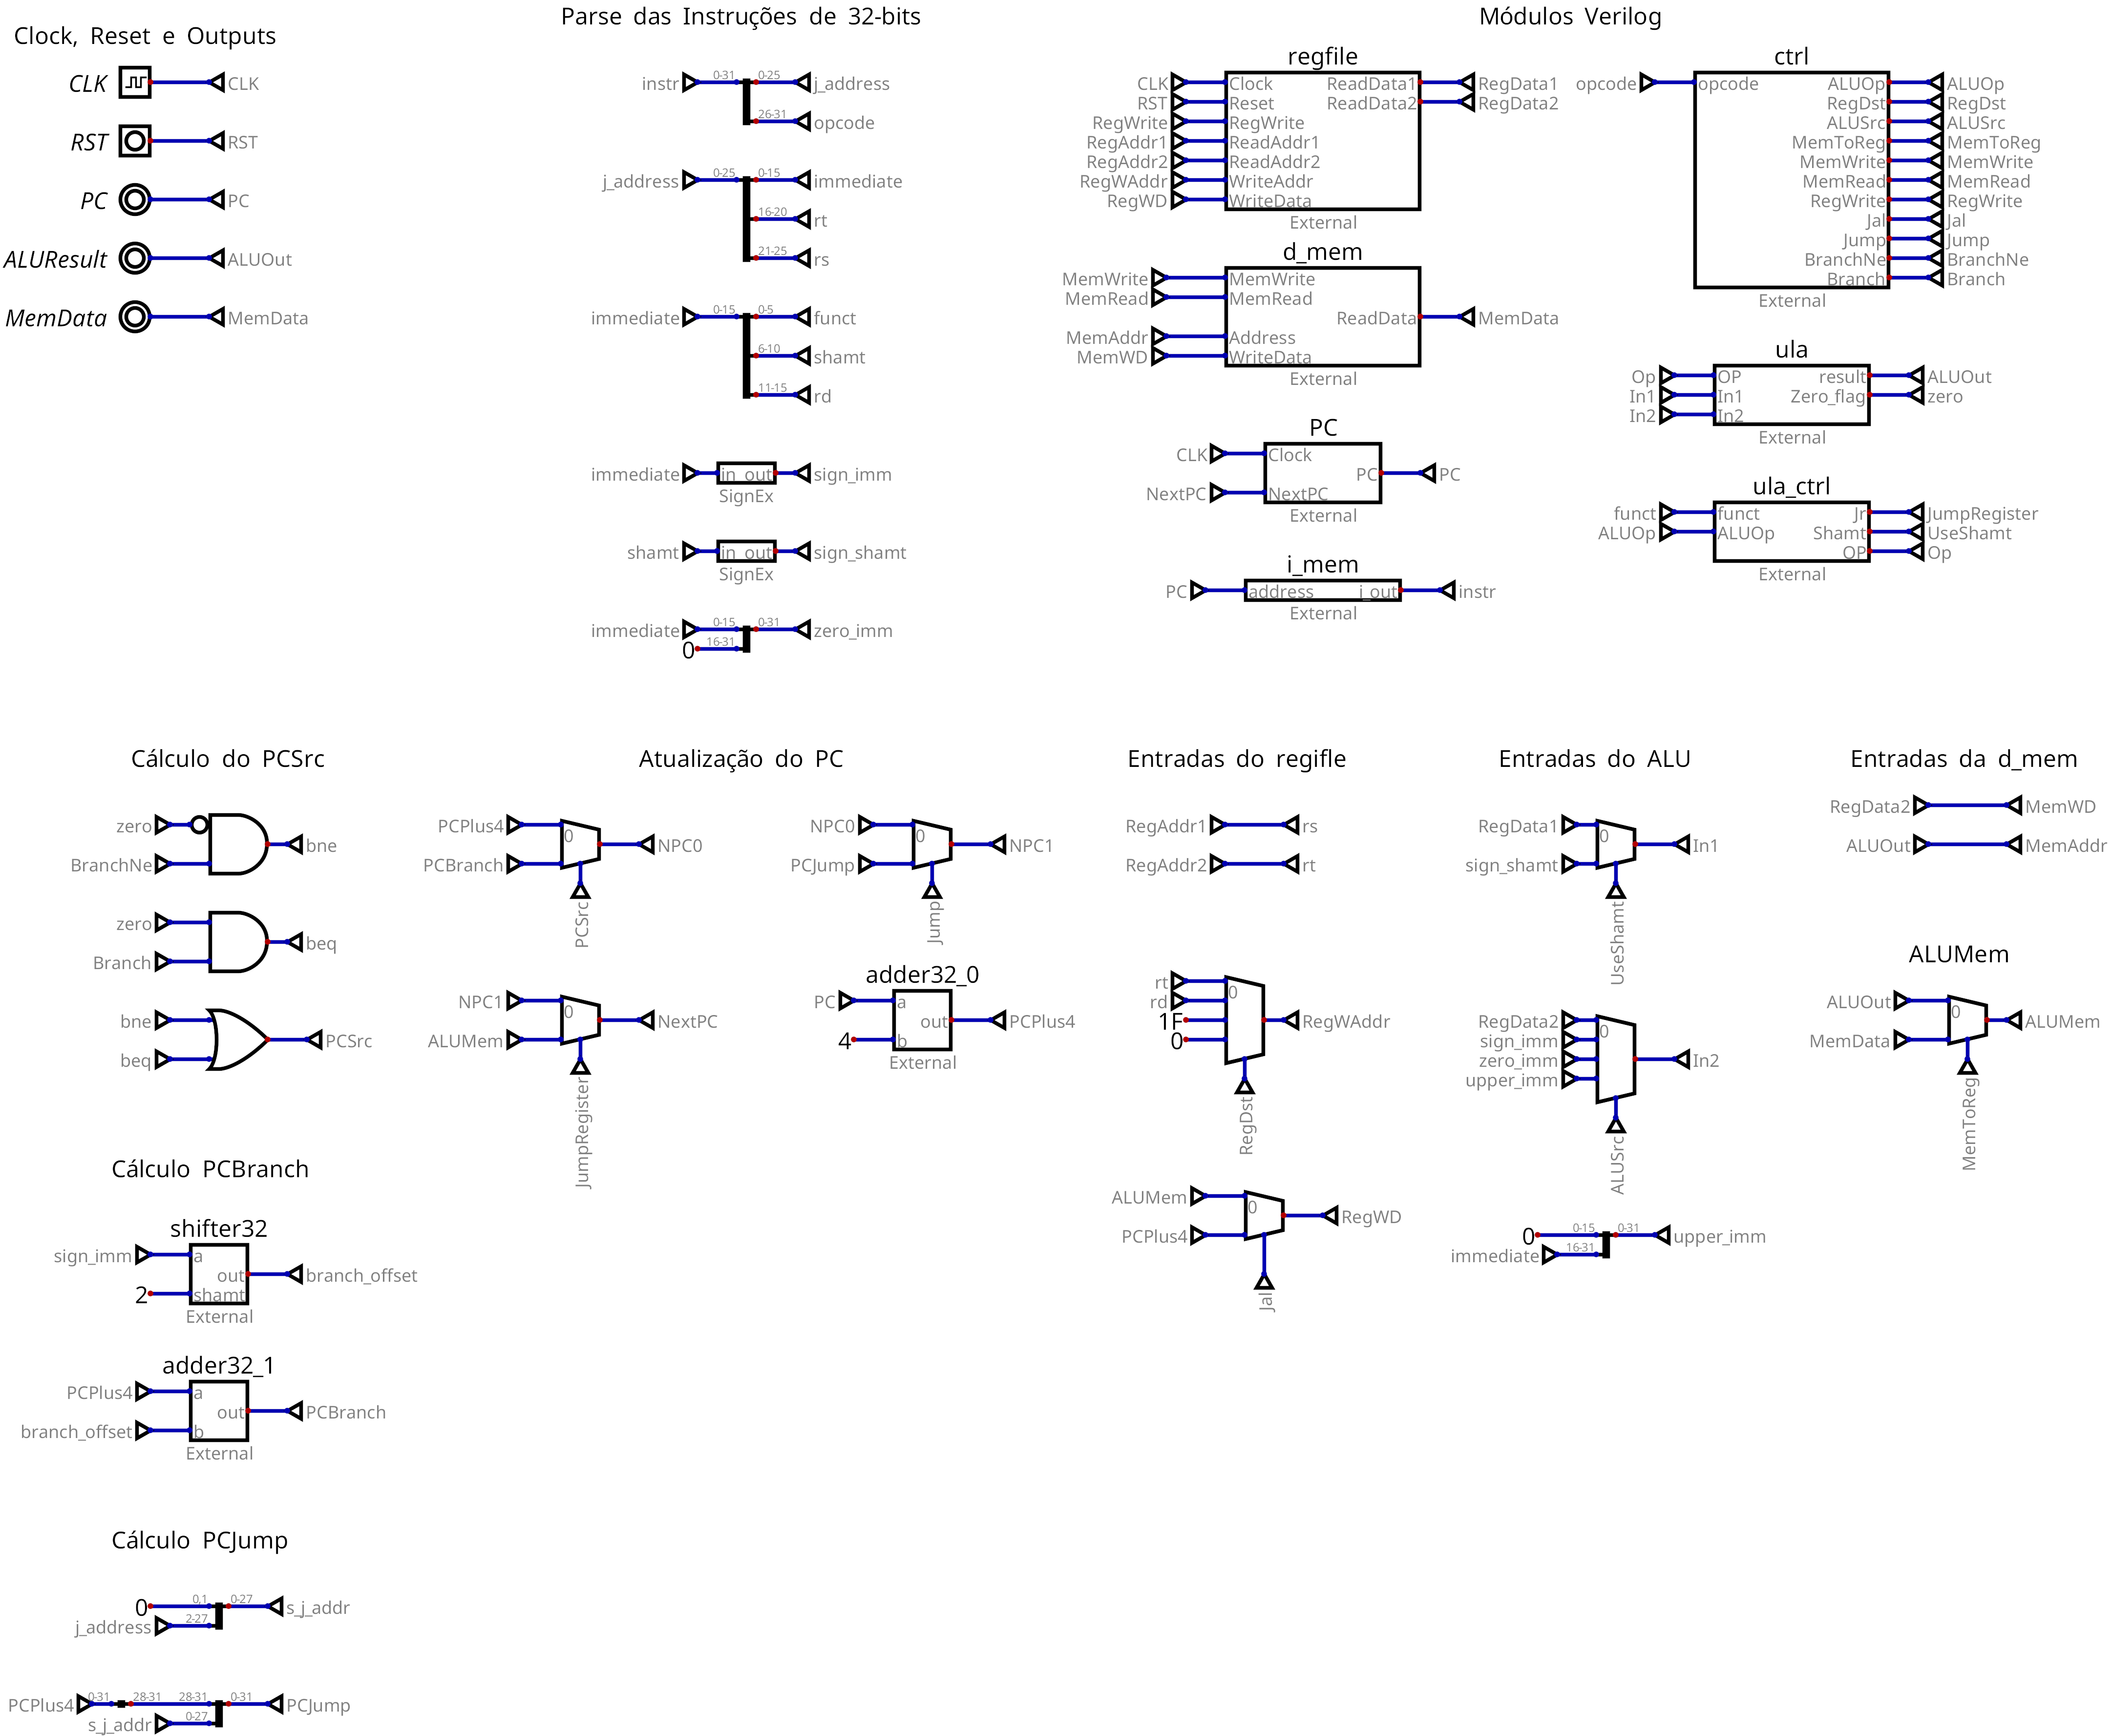 Clock, Reset e Outputs
CLK CLK
RST RST
PC PC
ALUResult ALUOut
MemData MemData
Parse das Instruções de 32-bits
instr 0-31 0-25 j_address
26-31 opcode
j_address 0-25 0-15 immediate
16-20 rt
21-25 rs
immediate 0-15 0-5 funct
6-10 shamt
11-15 rd
immediate in out sign_imm
SignEx
shamt in out sign_shamt
SignEx
immediate 0-15 0-31 zero_imm
0 16-31
Módulos Verilog
regfile
CLK Clock ReadData1 RegData1
RST Reset ReadData2 RegData2
RegWrite RegWrite
RegAddr1 ReadAddr1
RegAddr2 ReadAddr2
RegWAddr WriteAddr
RegWD WriteData
External
d_mem
MemWrite MemWrite
MemRead MemRead
ReadData MemData
MemAddr Address
MemWD WriteData
External
PC
CLK Clock
PC PC
NextPC NextPC
External
i_mem
PC address i_out instr
External
ctrl
opcode opcode ALUOp ALUOp
RegDst RegDst
ALUSrc ALUSrc
MemToReg MemToReg
MemWrite MemWrite
MemRead MemRead
RegWrite RegWrite
Jal Jal
Jump Jump
BranchNe BranchNe
Branch Branch
External
ula
Op OP result ALUOut
In1 In1 Zero_flag zero
In2 In2
External
ula_ctrl
funct funct Jr JumpRegister
ALUOp ALUOp Shamt UseShamt
OP Op
External
Cálculo do PCSrc
zero
bne
BranchNe
zero
beq
Branch
bne
PCSrc
beq
Cálculo PCBranch
shifter32
sign_imm a
out branch_offset
2 shamt
External
adder32_1
PCPlus4 a
out PCBranch
branch_offset b
External
Cálculo PCJump
0 0,1 0-27 s_j_addr
j_address 2-27
PCPlus4 0-31 28-31 28-31 0-31 PCJump
s_j_addr 0-27
Atualização do PC
PCPlus4 0
NPC0
PCBranch
PCSrc
NPC0 0
NPC1
PCJump
Jump
NPC1 0
NextPC
ALUMem
JumpRegister
adder32_0
PC a
out PCPlus4
4 b
External
Entradas do regifle
RegAddr1 rs
RegAddr2 rt
rt 0
rd
1F RegWAddr
0
RegDst
ALUMem 0
RegWD
PCPlus4
Jal
Entradas do ALU
RegData1 0
In1
sign_shamt
UseShamt
RegData2 0
sign_imm
In2
zero_imm
upper_imm
ALUSrc
0 0-15 0-31 upper_imm
immediate 16-31
Entradas da d_mem
RegData2 MemWD
ALUOut MemAddr
ALUMem
ALUOut 0
ALUMem
MemData
MemToReg